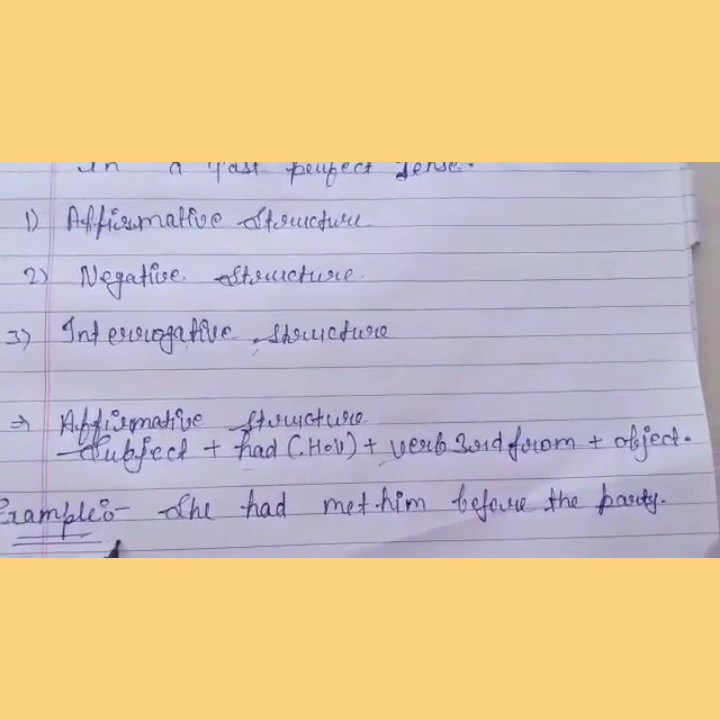 In a Past perfect Tense.
1) Affirmative Structure
2) Negative Structure.
3) Interrogative Structure
⇒ Affirmative Structure
Subject + had (.H.V) + verb 3rd from + object.
Example:- She had met him before the party.